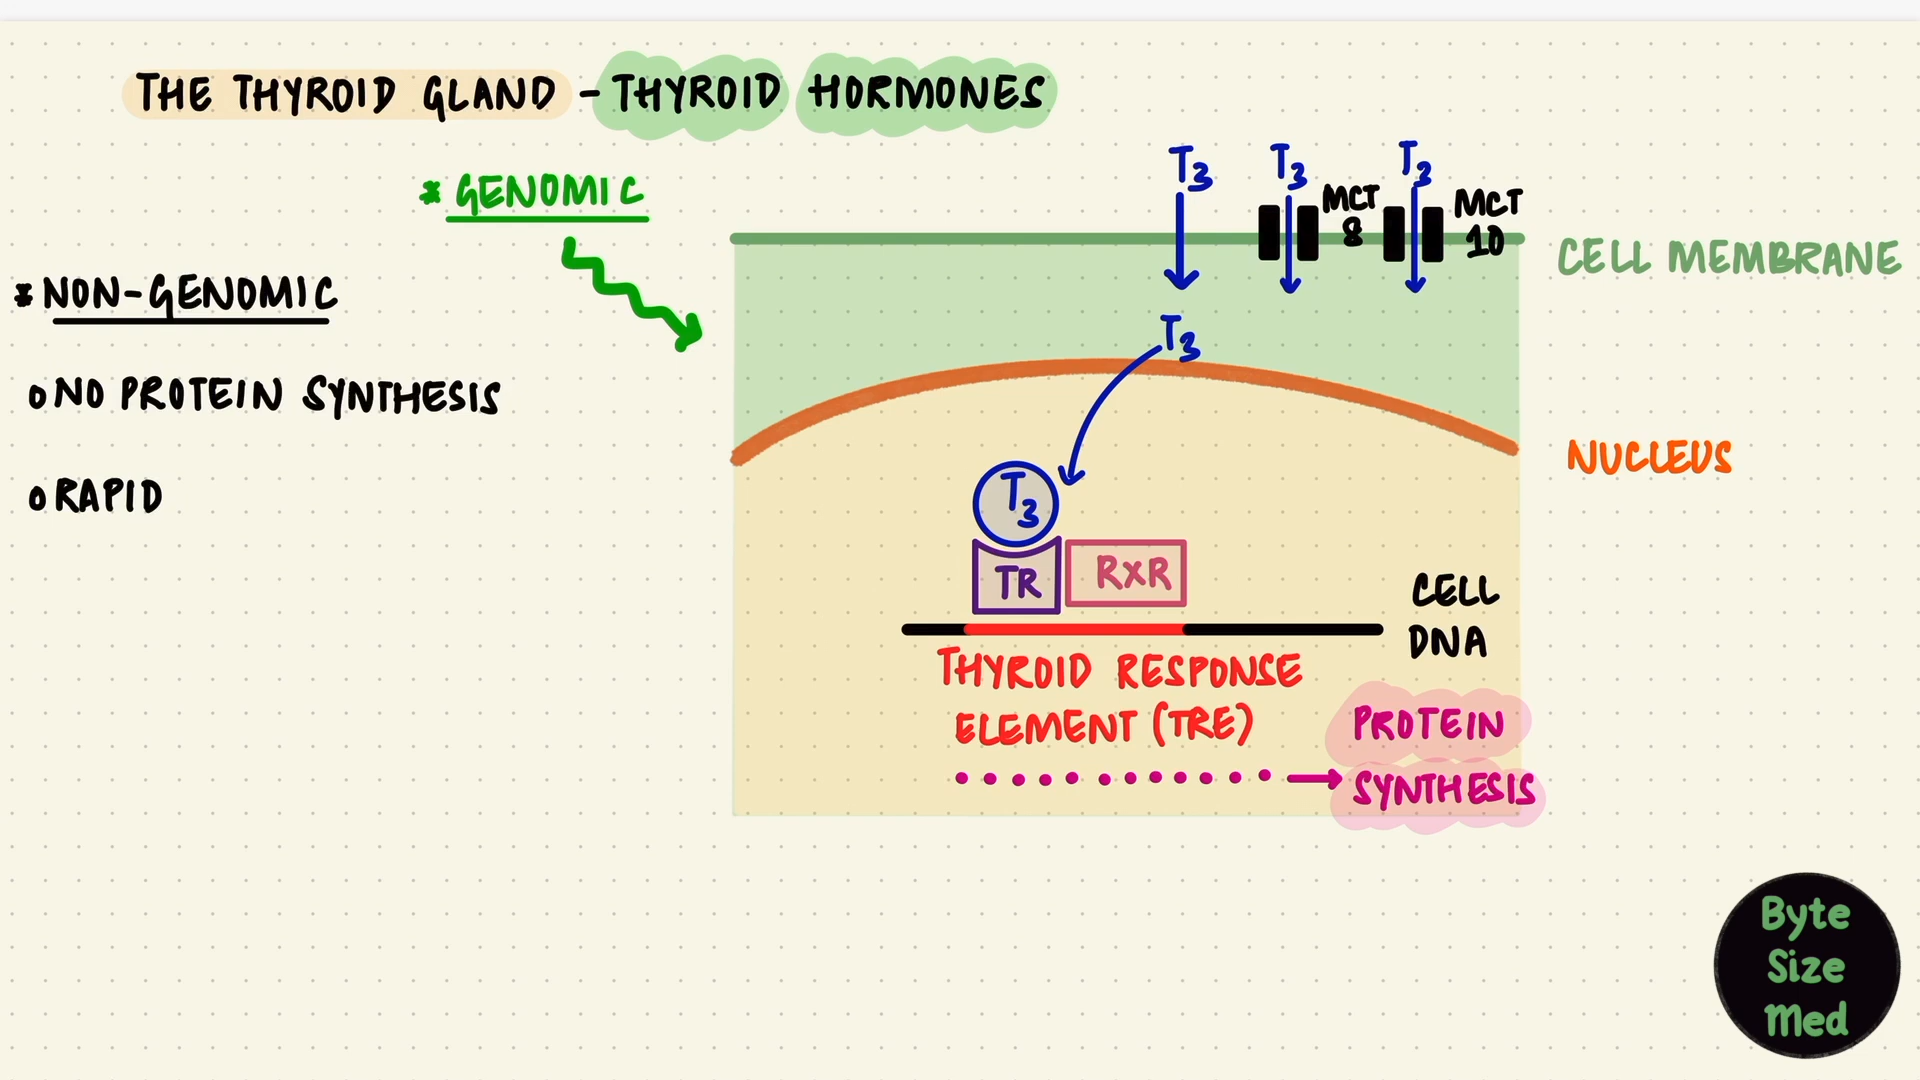 THE THYROID GLAND - THYROID HORMONES
* GENOMIC
* NON-GENOMIC
o NO PROTEIN SYNTHESIS
o RAPID
T3 T3 T3
MCT 8
MCT 10
CELL MEMBRANE
T3
NUCLEUS
T3
TR RXR
CELL DNA
THYROID RESPONSE
ELEMENT (TRE)
PROTEIN
SYNTHESIS
Byte
Size
Med